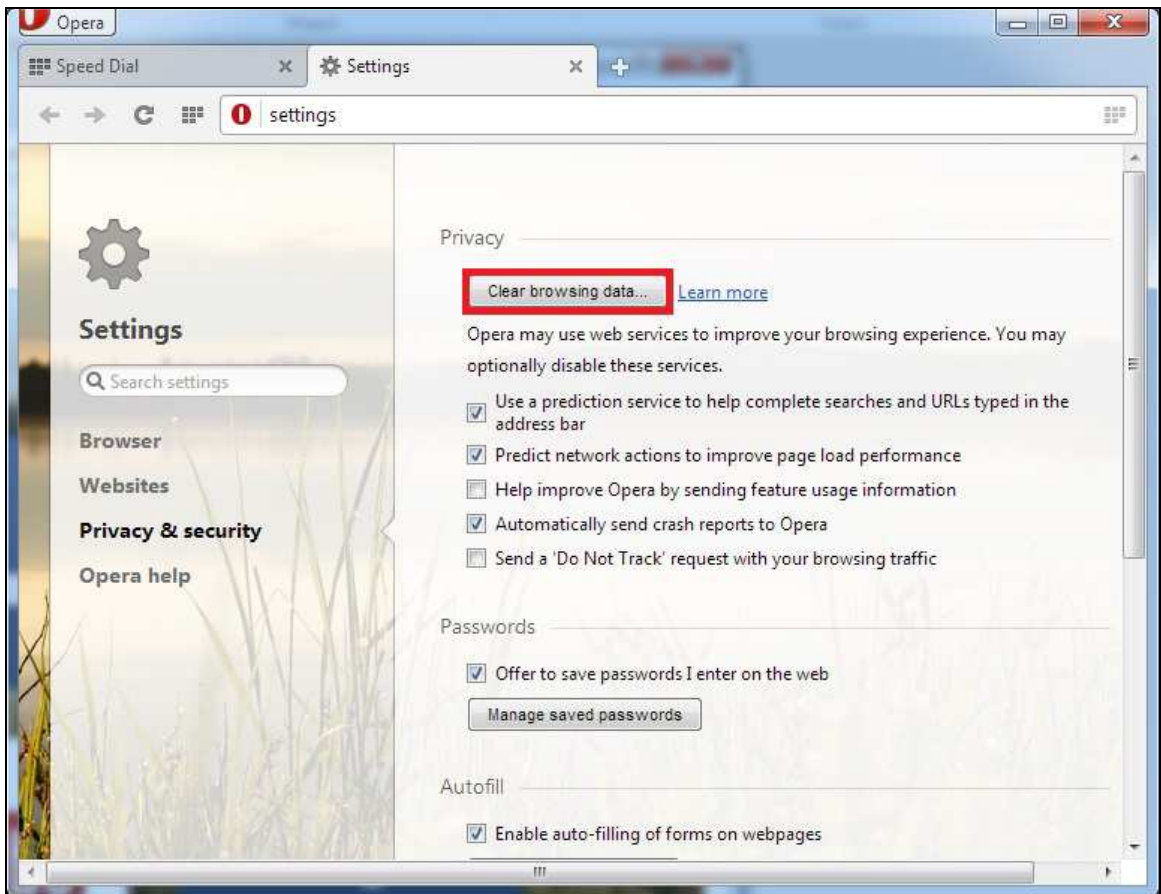 Opera
Speed Dial
Settings
settings
Settings
Search settings
Browser
Websites
Privacy & security
Opera help
Privacy
Clear browsing data... Learn more
Opera may use web services to improve your browsing experience. You may
optionally disable these services.
Use a prediction service to help complete searches and URLs typed in the
address bar
Predict network actions to improve page load performance
Help improve Opera by sending feature usage information
Automatically send crash reports to Opera
Send a 'Do Not Track' request with your browsing traffic
Passwords
Offer to save passwords I enter on the web
Manage saved passwords
Autofill
Enable auto-filling of forms on webpages